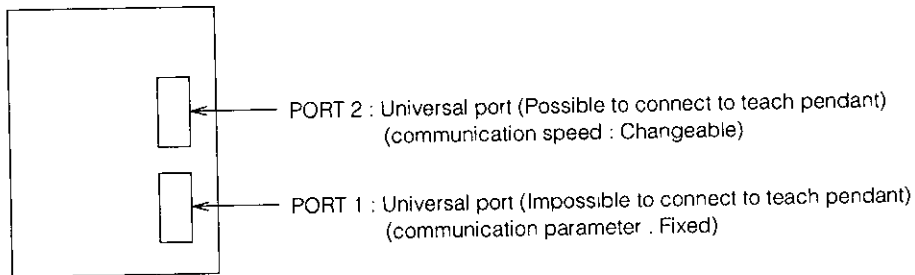 PORT 2 : Universal port (Possible to connect to teach pendant)
(communication speed : Changeable)
PORT 1 : Universal port (Impossible to connect to teach pendant)
(communication parameter . Fixed)